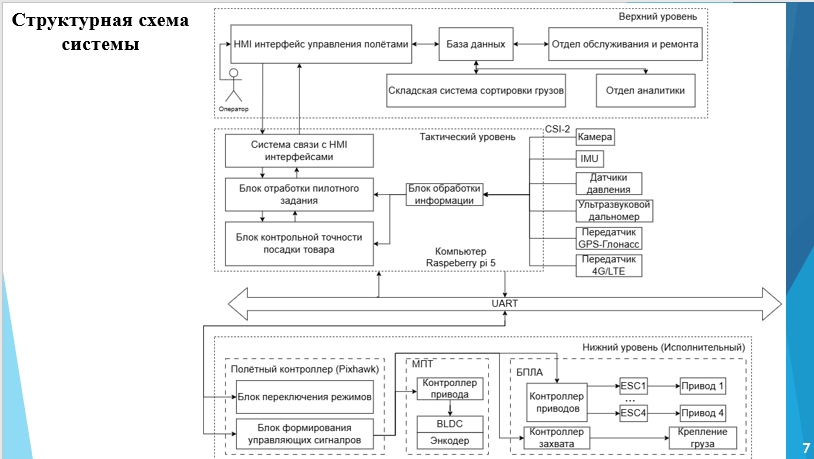 Структурная схема
системы
Верхний уровень
HMI интерфейс управления полётами
База данных
Отдел обслуживания и ремонта
Оператор
Складская система сортировки грузов
Отдел аналитики
Тактический уровень
CSI-2
Система связи с HMI
интерфейсами
Блок отработки пилотного
задания
Блок контрольной точности
посадки товара
Блок обработки
информации
Камера
IMU
Датчики
давления
Ультразвуковой
дальномер
Передатчик
GPS-Глонасс
Передатчик
4G/LTE
Компьютер
Raspeberry pi 5
UART
Нижний уровень (Исполнительный)
Полётный контроллер (Pixhawk)
Блок переключения режимов
Блок формирования
управляющих сигналров
МПТ
Контроллер
привода
BLDC
Энкодер
БПЛА
Контроллер
приводов
ESC1
Привод 1
...
ESC4
Привод 4
Контроллер
захвата
Крепление
груза
7